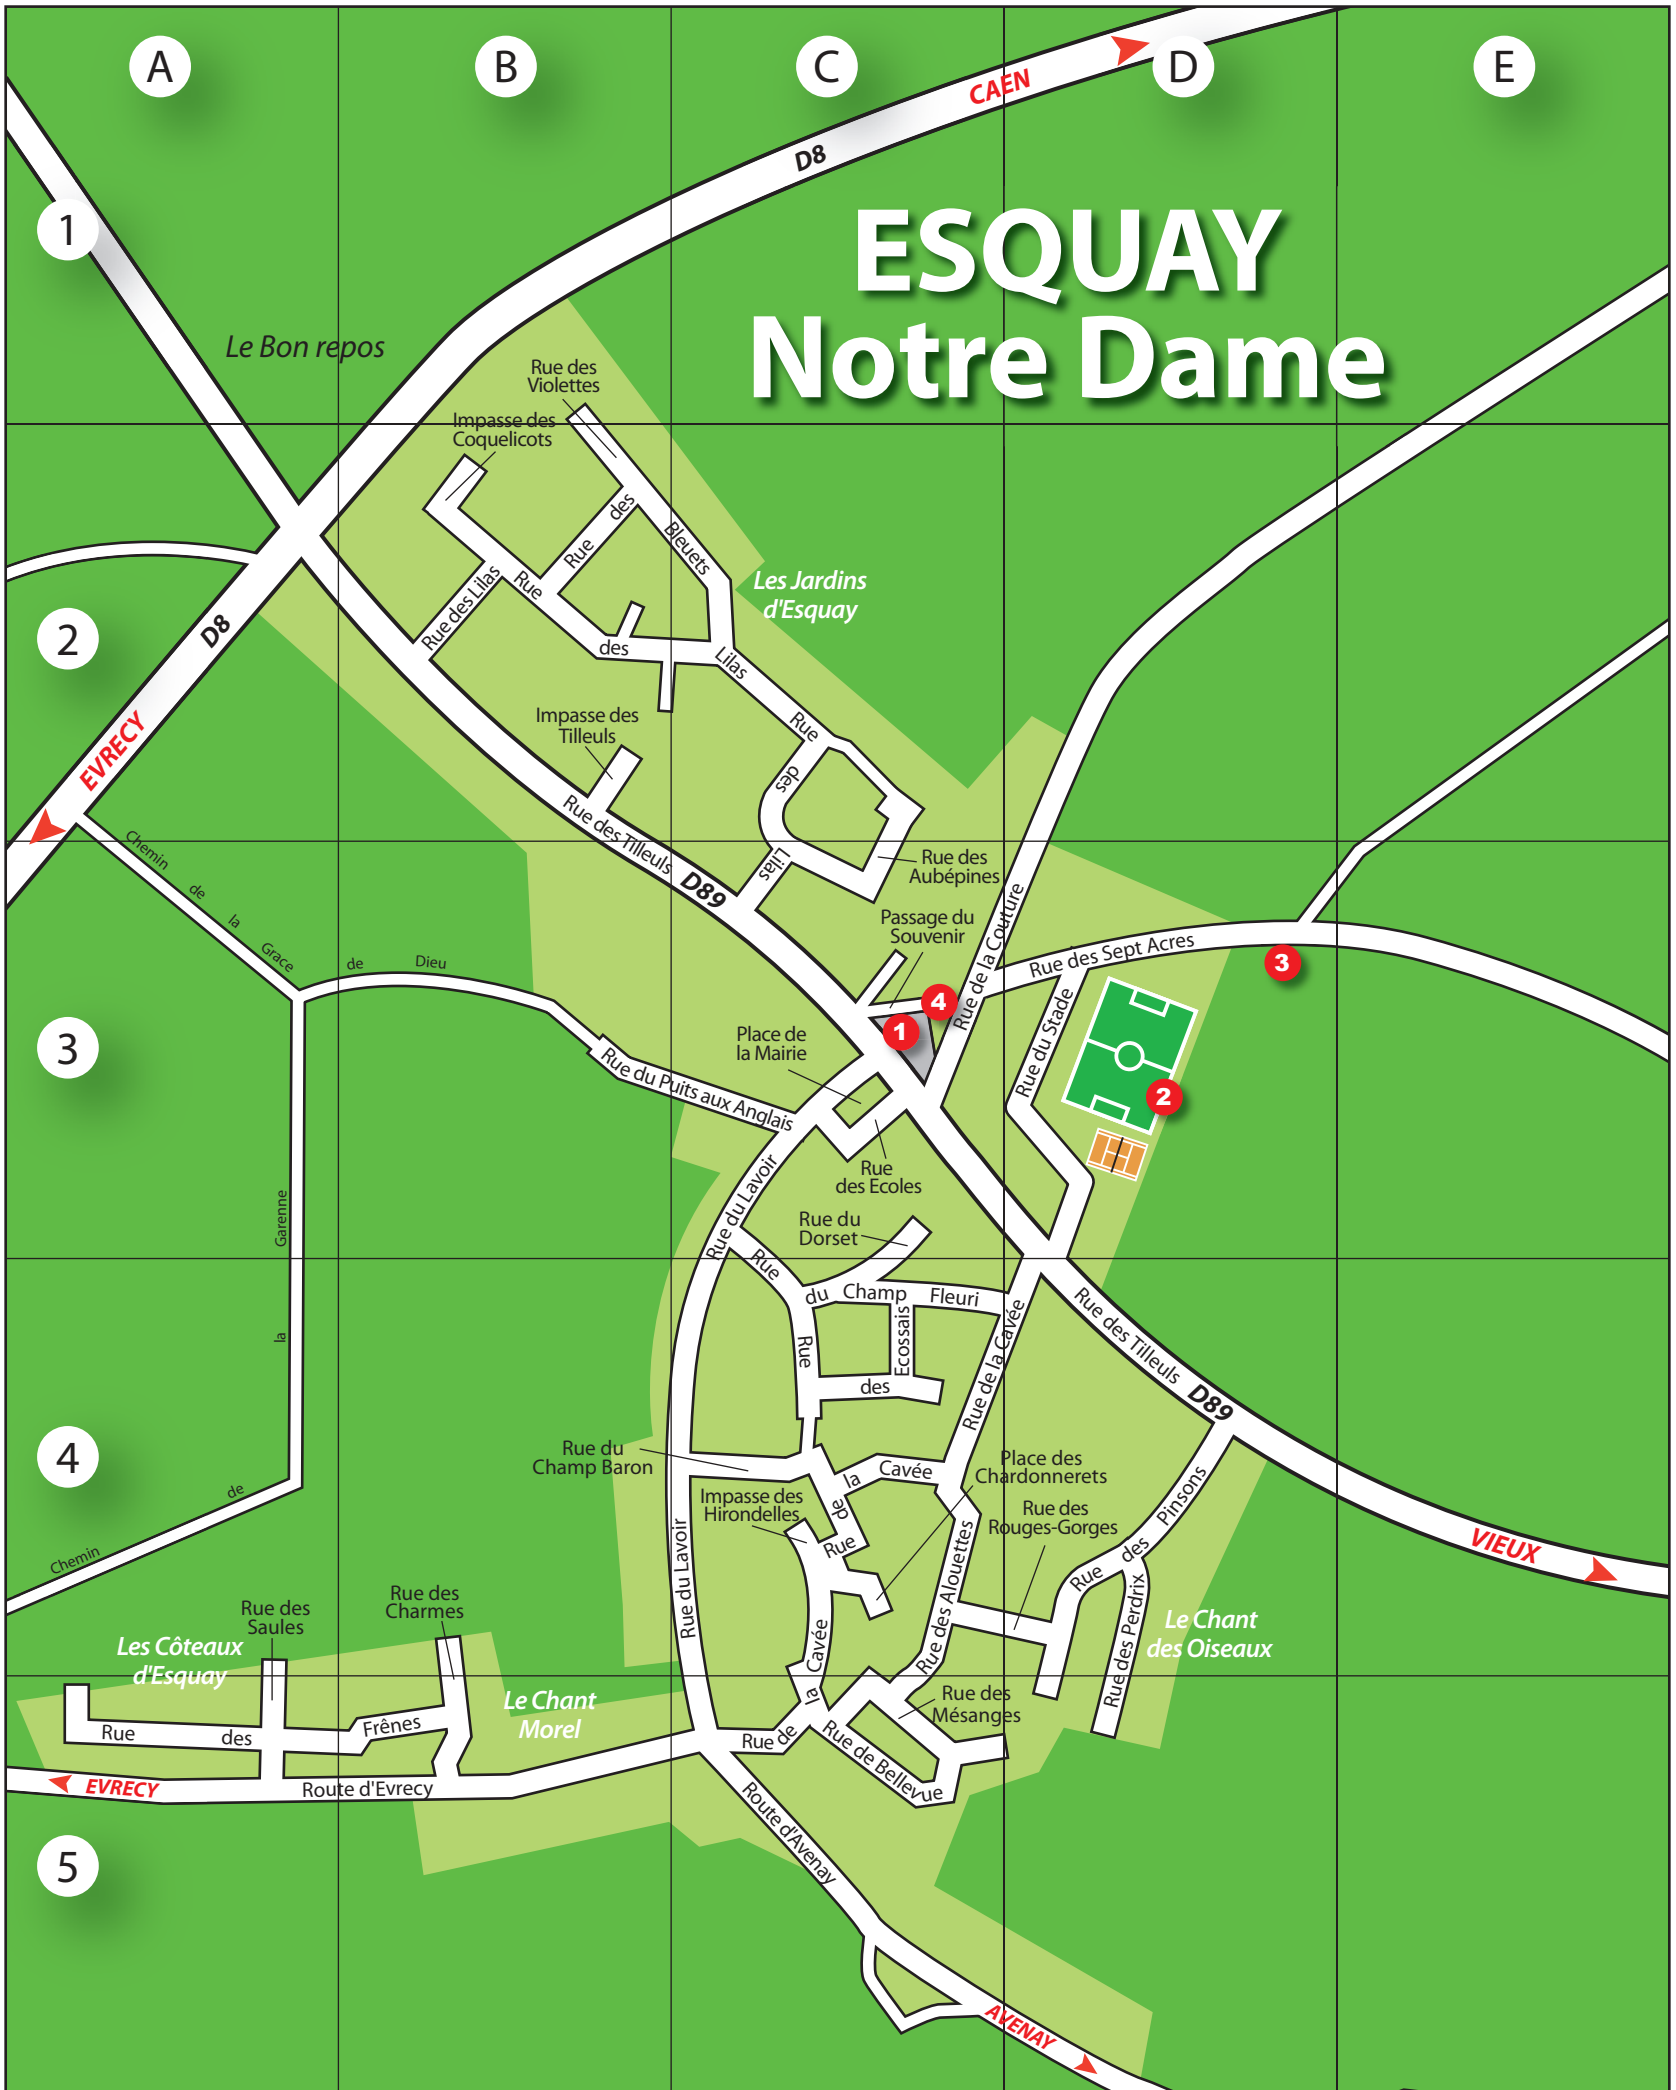 A
B
C
D
E
CAEN
D8
1
ESQUAY
Notre Dame
Le Bon repos
Rue des
Violettes
Impasse des
Coquelicots
Rue des
Bleuets
Rue des Lilas
Rue des Lilas
Les Jardins
d'Esquay
2
D8
EVRECY
Impasse des
Tilleuls
Rue des Lilas
Rue des Tilleuls
D89
Rue des
Aubépines
Chemin de la Grace de Dieu
Passage du
Souvenir
Rue de la Couture
Rue des Sept Acres
3
4
1
Rue du Stade
3
Place de
la Mairie
2
Rue du Puits aux Anglais
Rue
des Ecoles
Rue du Lavoir
Rue du
Dorset
Chemin de la Garenne
Rue du Champ Fleuri
Rue des Ecossais
Rue de la Cavée
Rue des Tilleuls
D89
4
Rue du
Champ Baron
Rue de la Cavée
Place des
Chardonnerets
Impasse des
Hirondelles
Rue des
Rouges-Gorges
Rue des Pinsons
VIEUX
Rue du Lavoir
Rue des Alouettes
Rue des Perdrix
Le Chant
des Oiseaux
Rue des
Charmes
Rue des
Saules
Les Côteaux
d'Esquay
Rue de la Cavée
Le Chant
Morel
Rue des
Mésanges
Rue des Frênes
Rue de Bellevue
EVRECY
Route d'Evrecy
Route d'Avenay
5
AVENAY